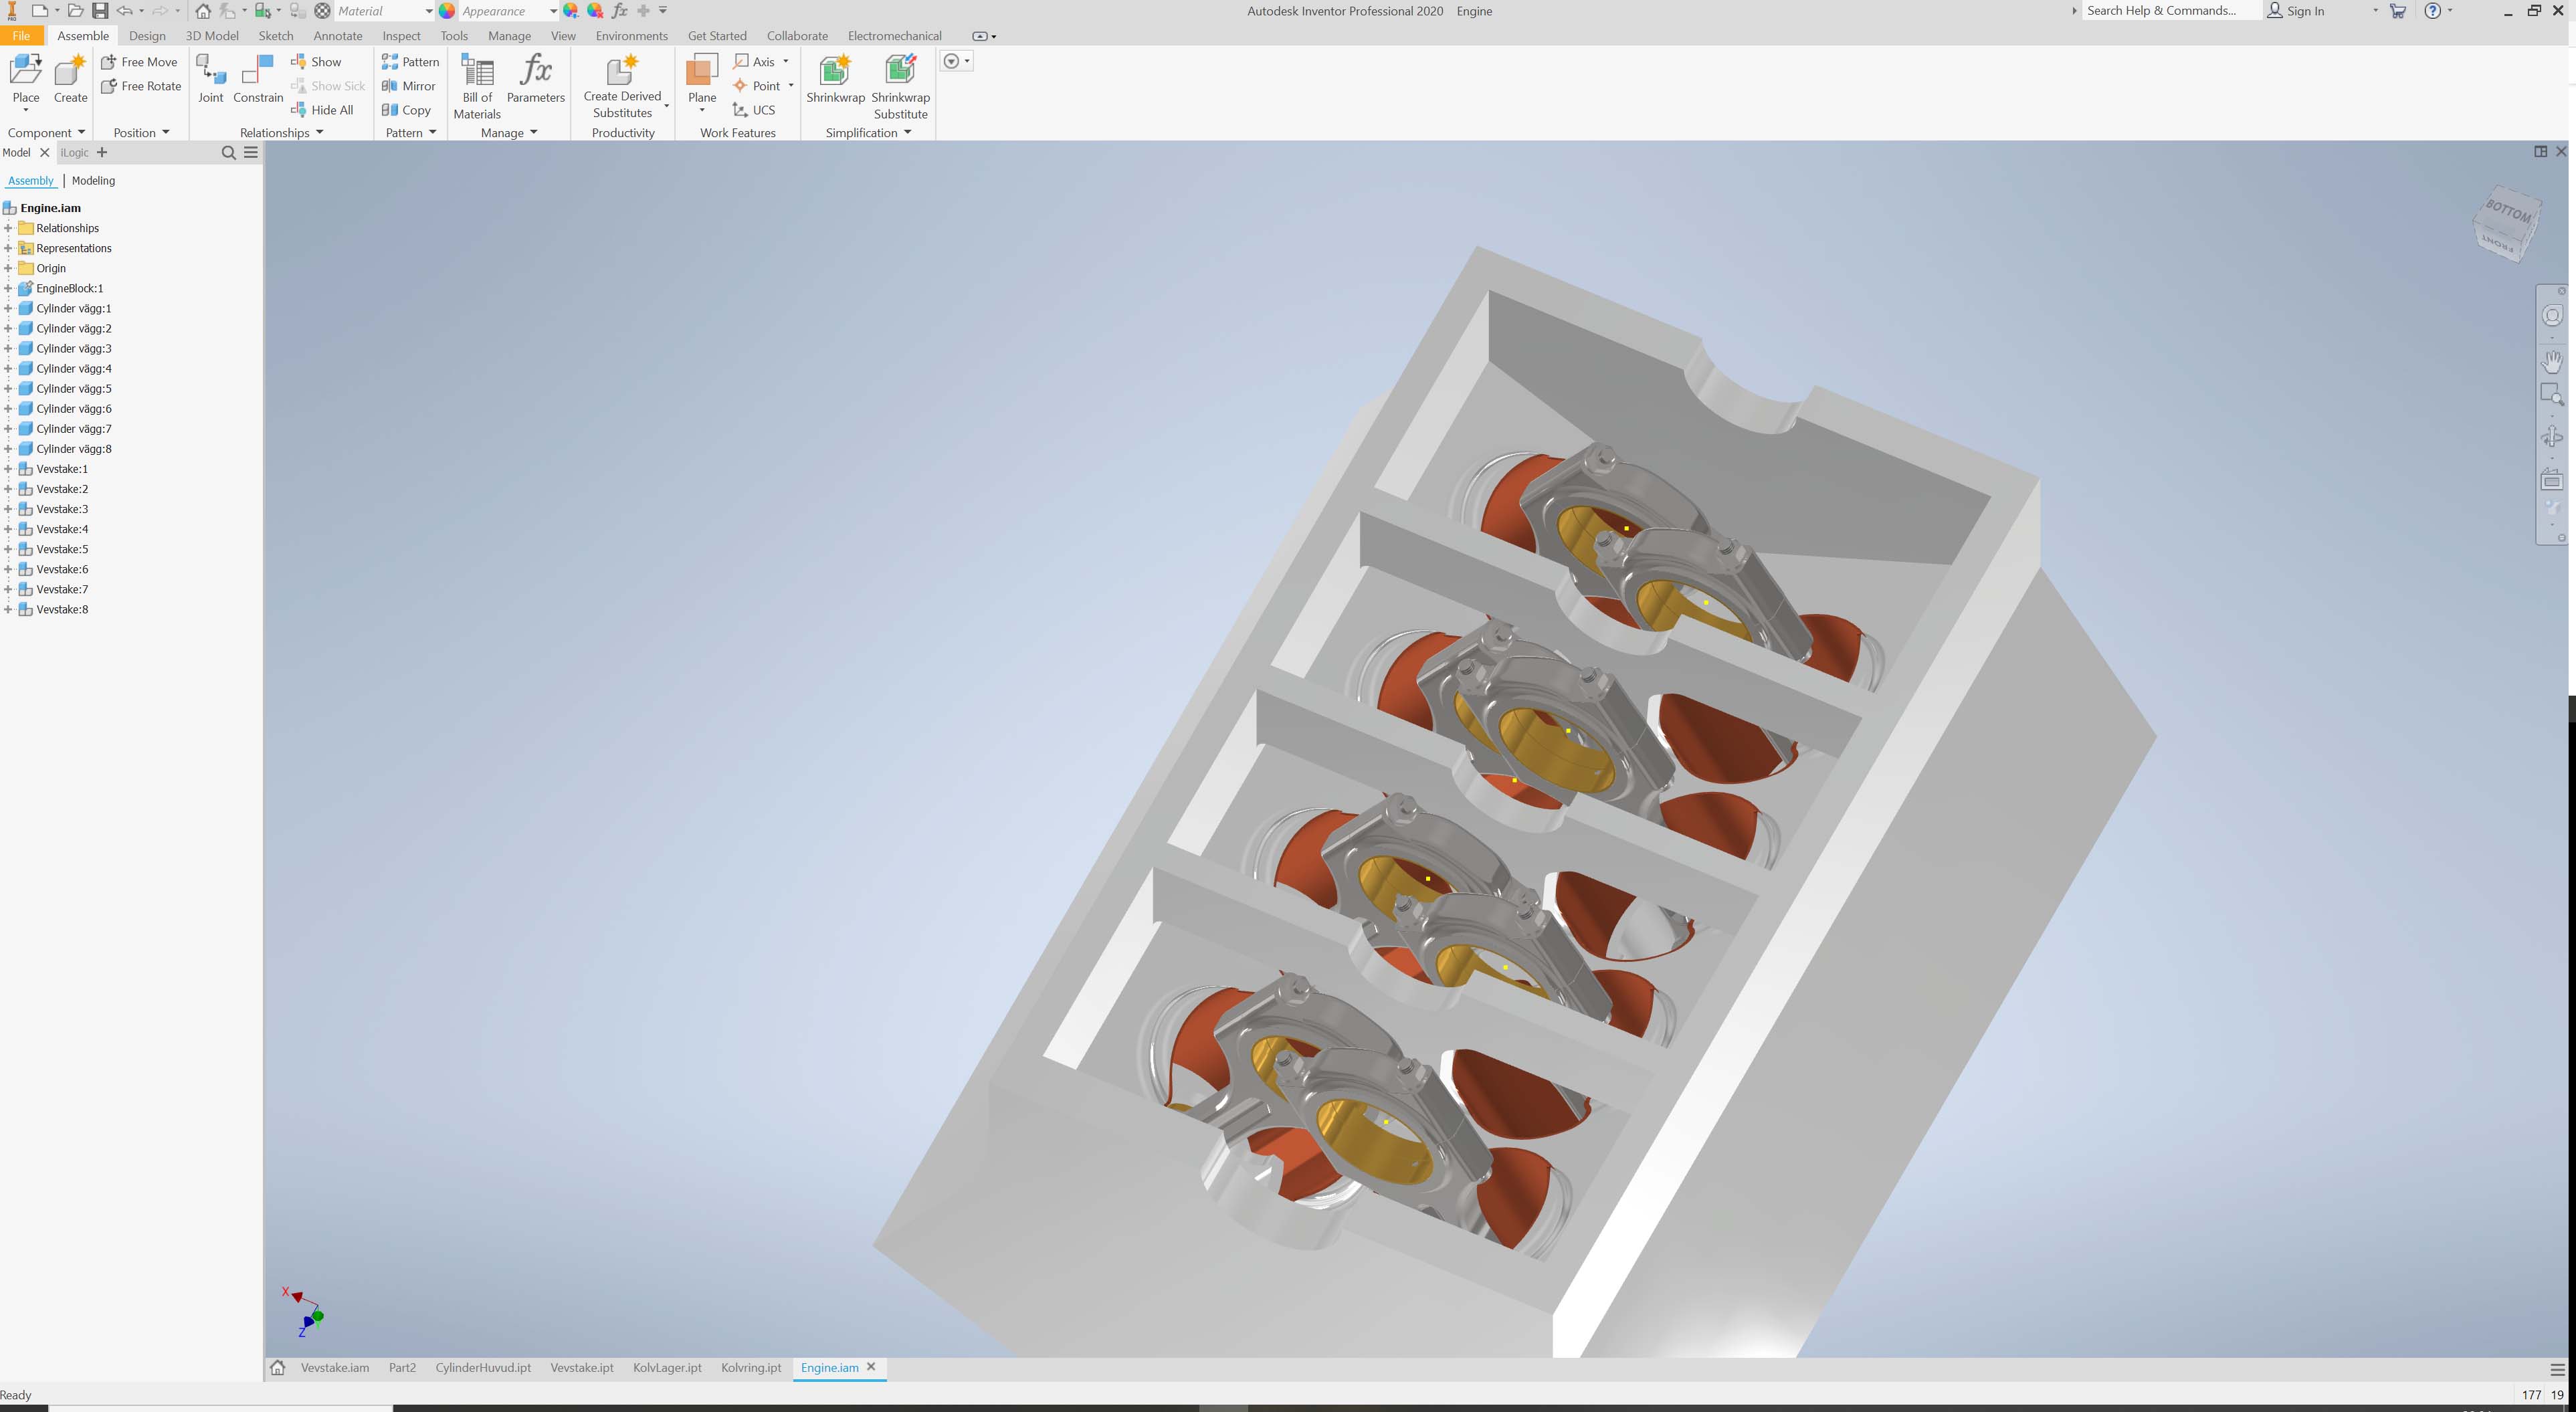 Material
Appearance
fx
Autodesk Inventor Professional 2020 Engine
Search Help & Commands...
Sign In
File Assemble Design 3D Model Sketch Annotate Inspect Tools Manage View Environments Get Started Collaborate Electromechanical
Place
Create
Free Move
Free Rotate
Joint
Constrain
Show
Show Sick
Hide All
Pattern
Mirror
Copy
Bill of
Materials
fx
Parameters
Create Derived
Substitutes
Plane
Axis
Point
UCS
Shrinkwrap
Shrinkwrap
Substitute
Component Position Relationships Pattern Manage Productivity Work Features Simplification
Model iLogic
Assembly | Modeling
Engine.iam
Relationships
Representations
Origin
EngineBlock:1
Cylinder vägg:1
Cylinder vägg:2
Cylinder vägg:3
Cylinder vägg:4
Cylinder vägg:5
Cylinder vägg:6
Cylinder vägg:7
Cylinder vägg:8
Vevstake:1
Vevstake:2
Vevstake:3
Vevstake:4
Vevstake:5
Vevstake:6
Vevstake:7
Vevstake:8
BOTTOM
FRONT
X
Z
Vevstake.iam Part2 CylinderHuvud.ipt Vevstake.ipt KolvLager.ipt Kolvring.ipt Engine.iam
Ready
177 19